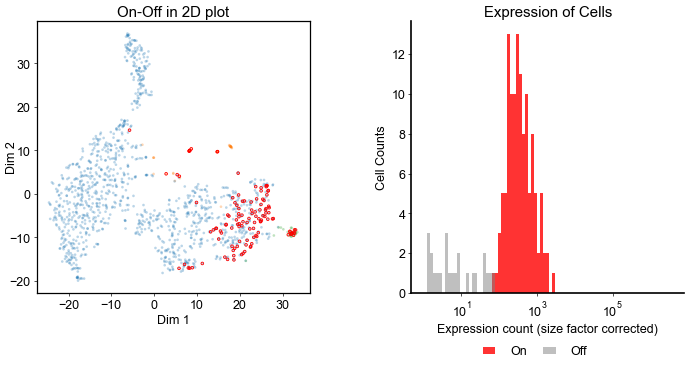 On-Off in 2D plot
Dim 2
30
20
10
0
−10
−20
−20 −10 0 10 20 30
Dim 1
Expression of Cells
Cell Counts
12
10
8
6
4
2
0
10^1 10^3 10^5
Expression count (size factor corrected)
On Off